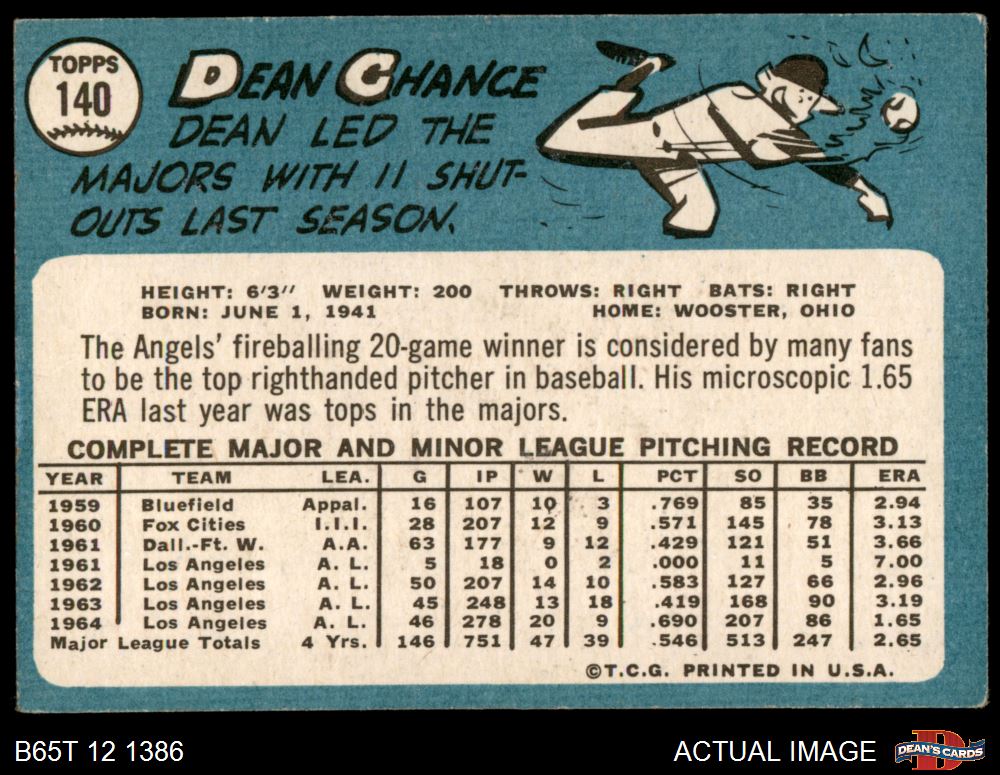 TOPPS
140
DEAN CHANCE
DEAN LED THE
MAJORS WITH 11 SHUT-
OUTS LAST SEASON.
HEIGHT: 6'3" WEIGHT: 200 THROWS: RIGHT BATS: RIGHT
BORN: JUNE 1, 1941 HOME: WOOSTER, OHIO
The Angels' fireballing 20-game winner is considered by many fans
to be the top righthanded pitcher in baseball. His microscopic 1.65
ERA last year was tops in the majors.
COMPLETE MAJOR AND MINOR LEAGUE PITCHING RECORD
YEAR TEAM LEA. G IP W L PCT SO BB ERA
1959 Bluefield Appal. 16 107 10 3 .769 85 35 2.94
1960 Fox Cities I.I.I. 28 207 12 9 .571 145 78 3.13
1961 Dall.-Ft. W. A.A. 63 177 9 12 .429 121 51 3.66
1961 Los Angeles A. L. 5 18 0 2 .000 11 5 7.00
1962 Los Angeles A. L. 50 207 14 10 .583 127 66 2.96
1963 Los Angeles A. L. 45 248 13 18 .419 168 90 3.19
1964 Los Angeles A. L. 46 278 20 9 .690 207 86 1.65
Major League Totals 4 Yrs. 146 751 47 39 .546 513 247 2.65
©T.C.G. PRINTED IN U.S.A.
B65T 12 1386 ACTUAL IMAGE DEAN'S CARDS